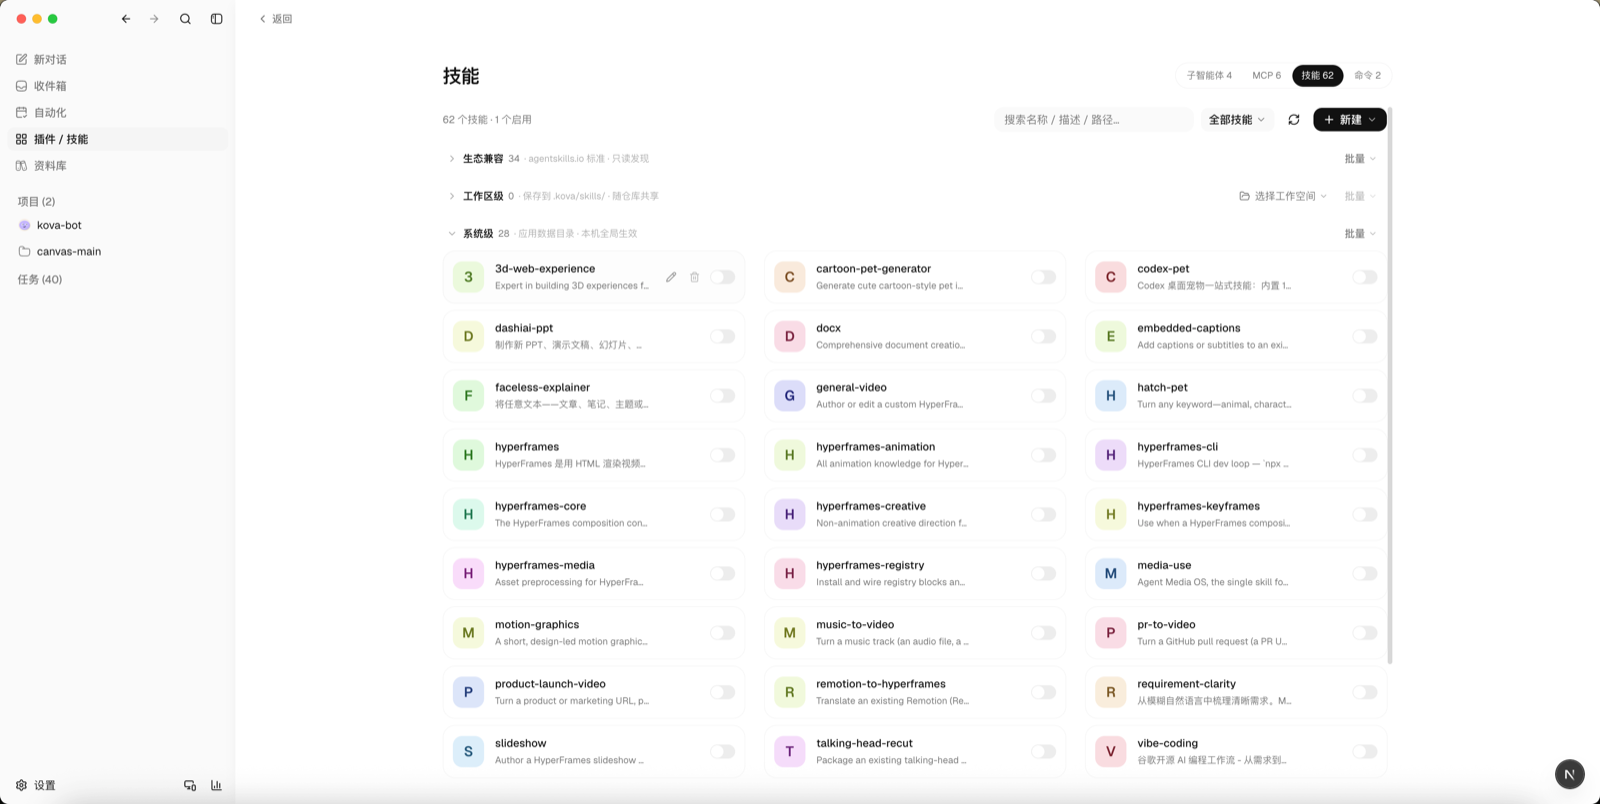 返回
新对话
收件箱
自动化
插件 / 技能
资料库
项目 (2)
kova-bot
canvas-main
任务 (40)
设置
技能
子智能体 4
MCP 6
技能 62
命令 2
62 个技能 · 1 个启用
搜索名称 / 描述 / 路径...
全部技能
新建
生态兼容 34 · agentskills.io 标准 · 只读发现
批量
工作区级 0 · 保存到 .kova/skills/ · 随仓库共享
选择工作空间
批量
系统级 28 · 应用数据目录 · 本机全局生效
批量
3
3d-web-experience
Expert in building 3D experiences f...
C
cartoon-pet-generator
Generate cute cartoon-style pet i...
C
codex-pet
Codex 桌面宠物一站式技能：内置 1...
D
dashiai-ppt
制作新 PPT、演示文稿、幻灯片、...
D
docx
Comprehensive document creatio...
E
embedded-captions
Add captions or subtitles to an exi...
F
faceless-explainer
将任意文本——文章、笔记、主题或...
G
general-video
Author or edit a custom HyperFra...
H
hatch-pet
Turn any keyword—animal, charact...
H
hyperframes
HyperFrames 是用 HTML 渲染视频...
H
hyperframes-animation
All animation knowledge for Hyper...
H
hyperframes-cli
HyperFrames CLI dev loop — `npx ...
H
hyperframes-core
The HyperFrames composition con...
H
hyperframes-creative
Non-animation creative direction f...
H
hyperframes-keyframes
Use when a HyperFrames composi...
H
hyperframes-media
Asset preprocessing for HyperFra...
H
hyperframes-registry
Install and wire registry blocks an...
M
media-use
Agent Media OS, the single skill fo...
M
motion-graphics
A short, design-led motion graphic...
M
music-to-video
Turn a music track (an audio file, a ...
P
pr-to-video
Turn a GitHub pull request (a PR U...
P
product-launch-video
Turn a product or marketing URL, p...
R
remotion-to-hyperframes
Translate an existing Remotion (Re...
R
requirement-clarity
从模糊自然语言中梳理清晰需求。M...
S
slideshow
Author a HyperFrames slideshow ...
T
talking-head-recut
Package an existing talking-head ...
V
vibe-coding
谷歌开源 AI 编程工作流 - 从需求到...
N